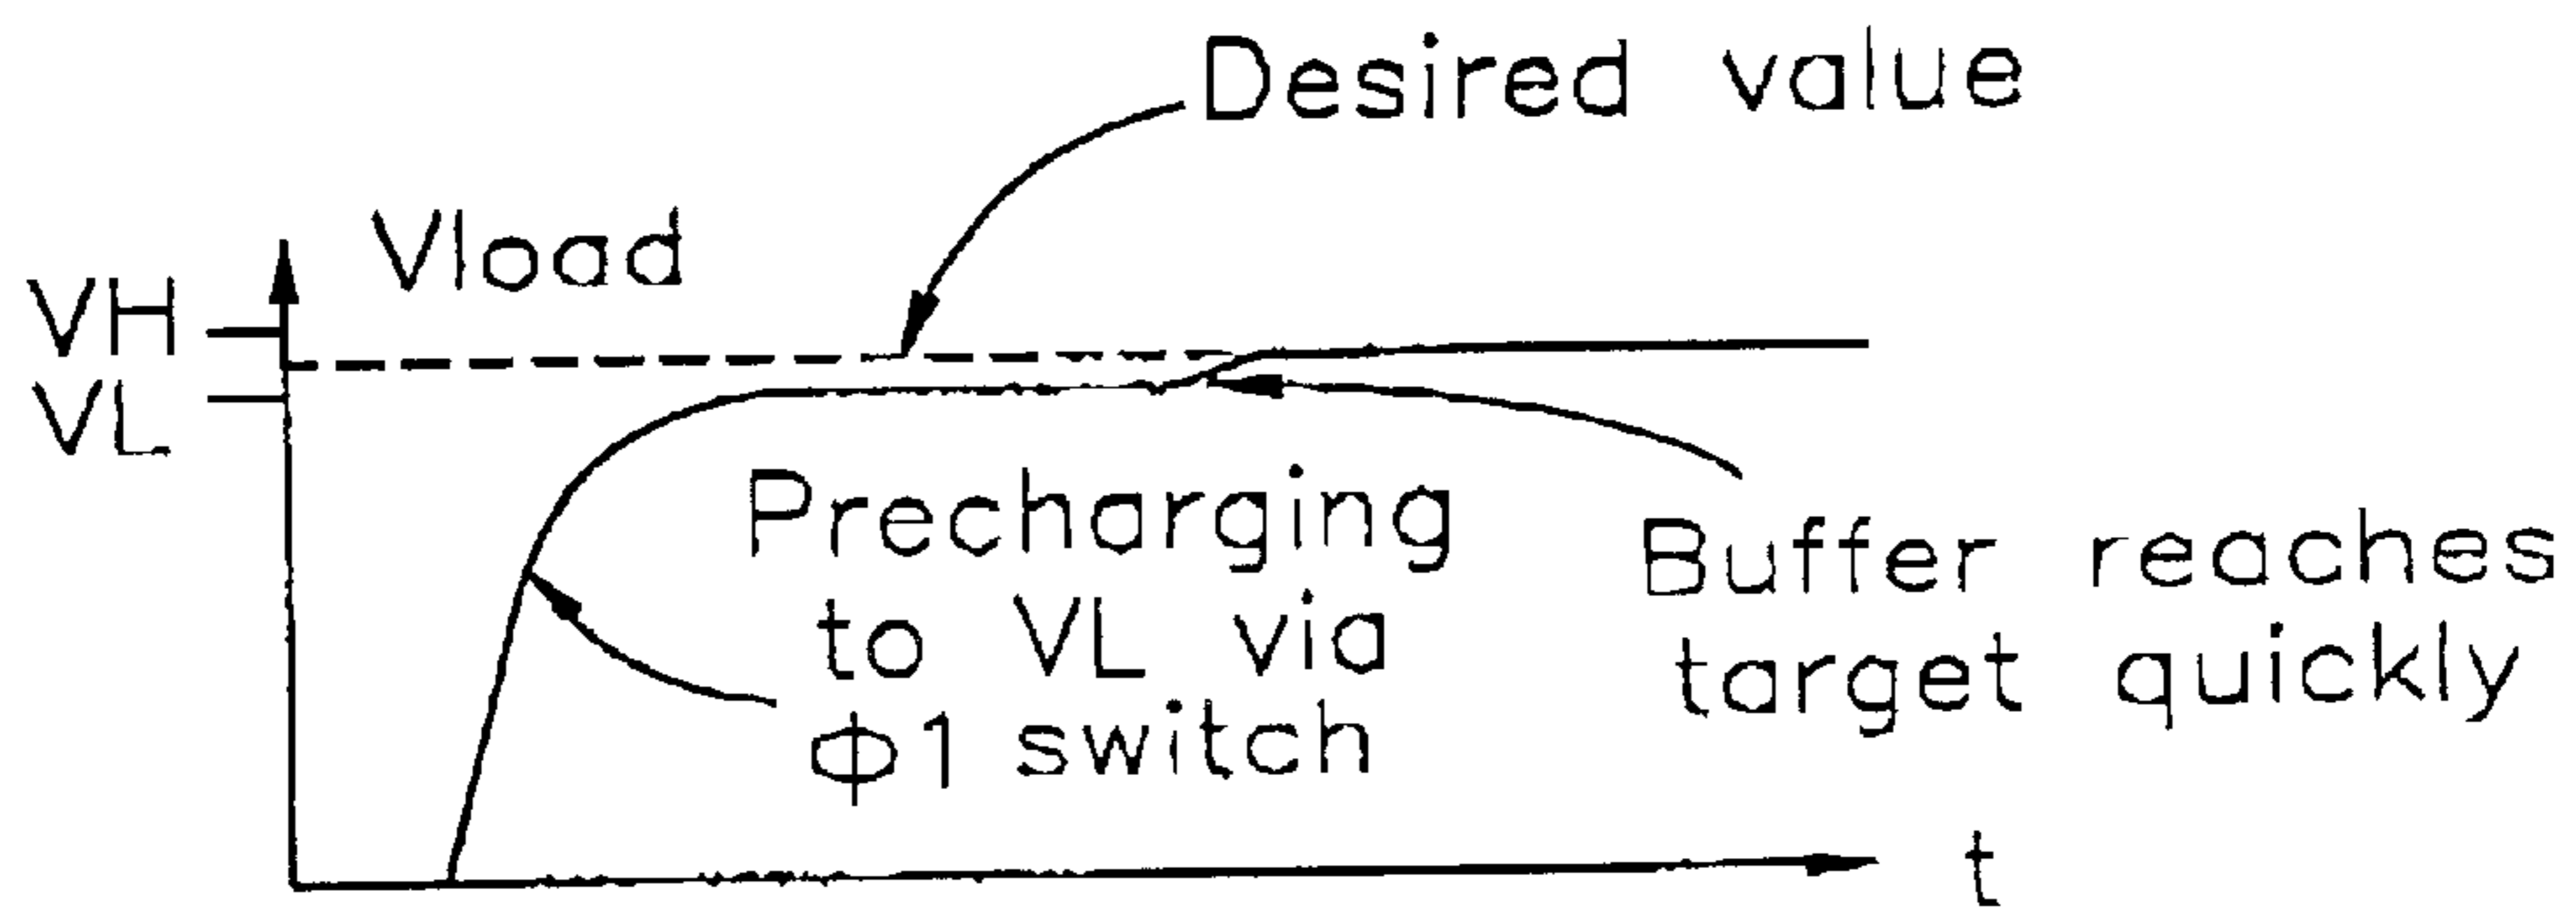 Desired value
Vload
VH
VL
Precharging
to VL via
Φ1 switch
Buffer reaches
target quickly
t